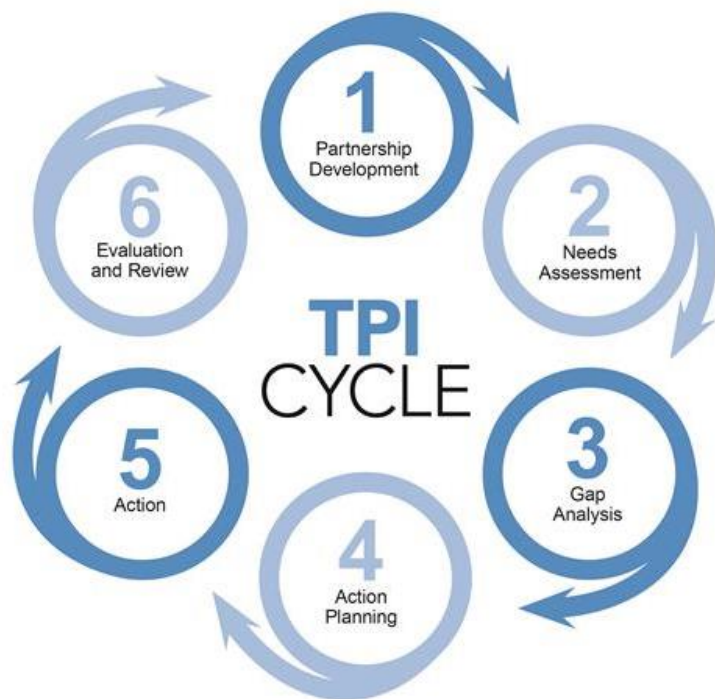 1
Partnership
Development
2
Needs
Assessment
3
Gap
Analysis
4
Action
Planning
5
Action
6
Evaluation
and Review
TPI
CYCLE